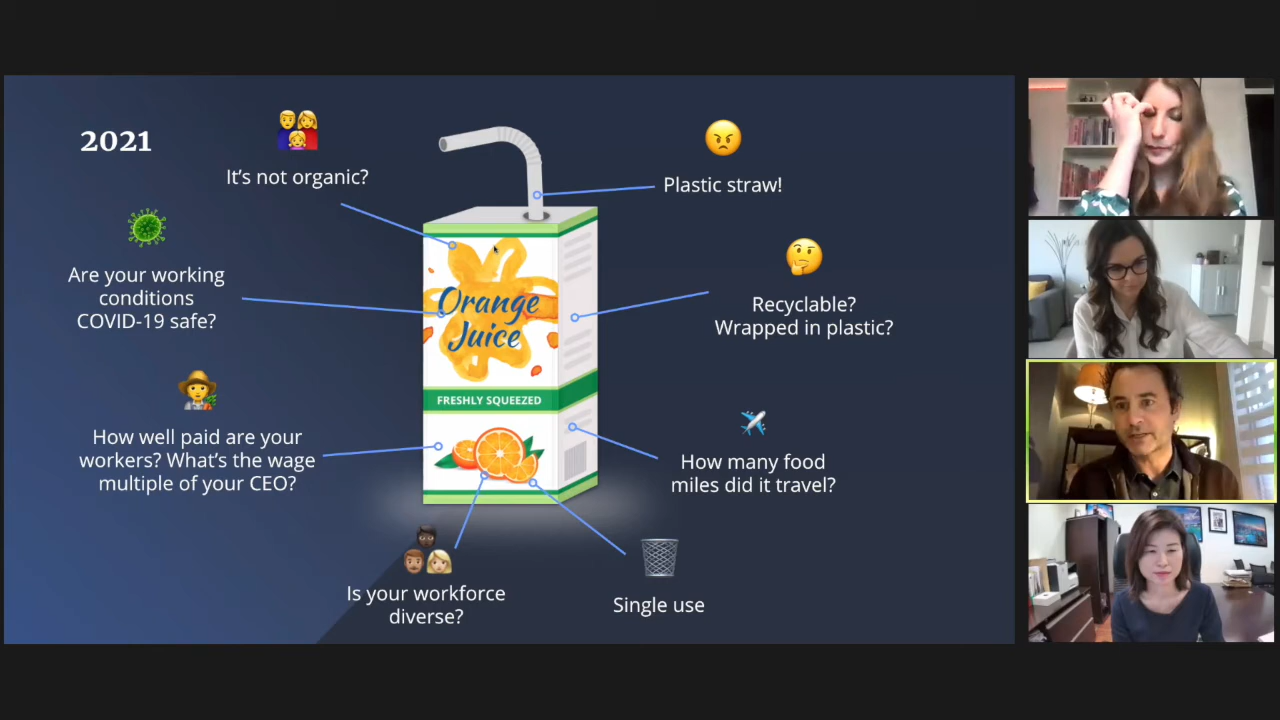 2021
It’s not organic?
Plastic straw!
Are your working
conditions
COVID-19 safe?
Recyclable?
Wrapped in plastic?
Orange
Juice
FRESHLY SQUEEZED
How well paid are your
workers? What’s the wage
multiple of your CEO?
How many food
miles did it travel?
Is your workforce
diverse?
Single use